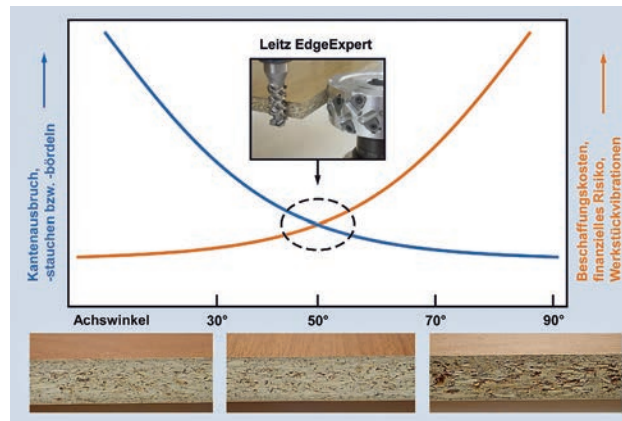 Leitz EdgeExpert
Kantenausbruch,
-stauchen bzw. -bördeln
Beschaffungskosten,
finanzielles Risiko,
Werkstückvibrationen
Achswinkel 30° 50° 70° 90°